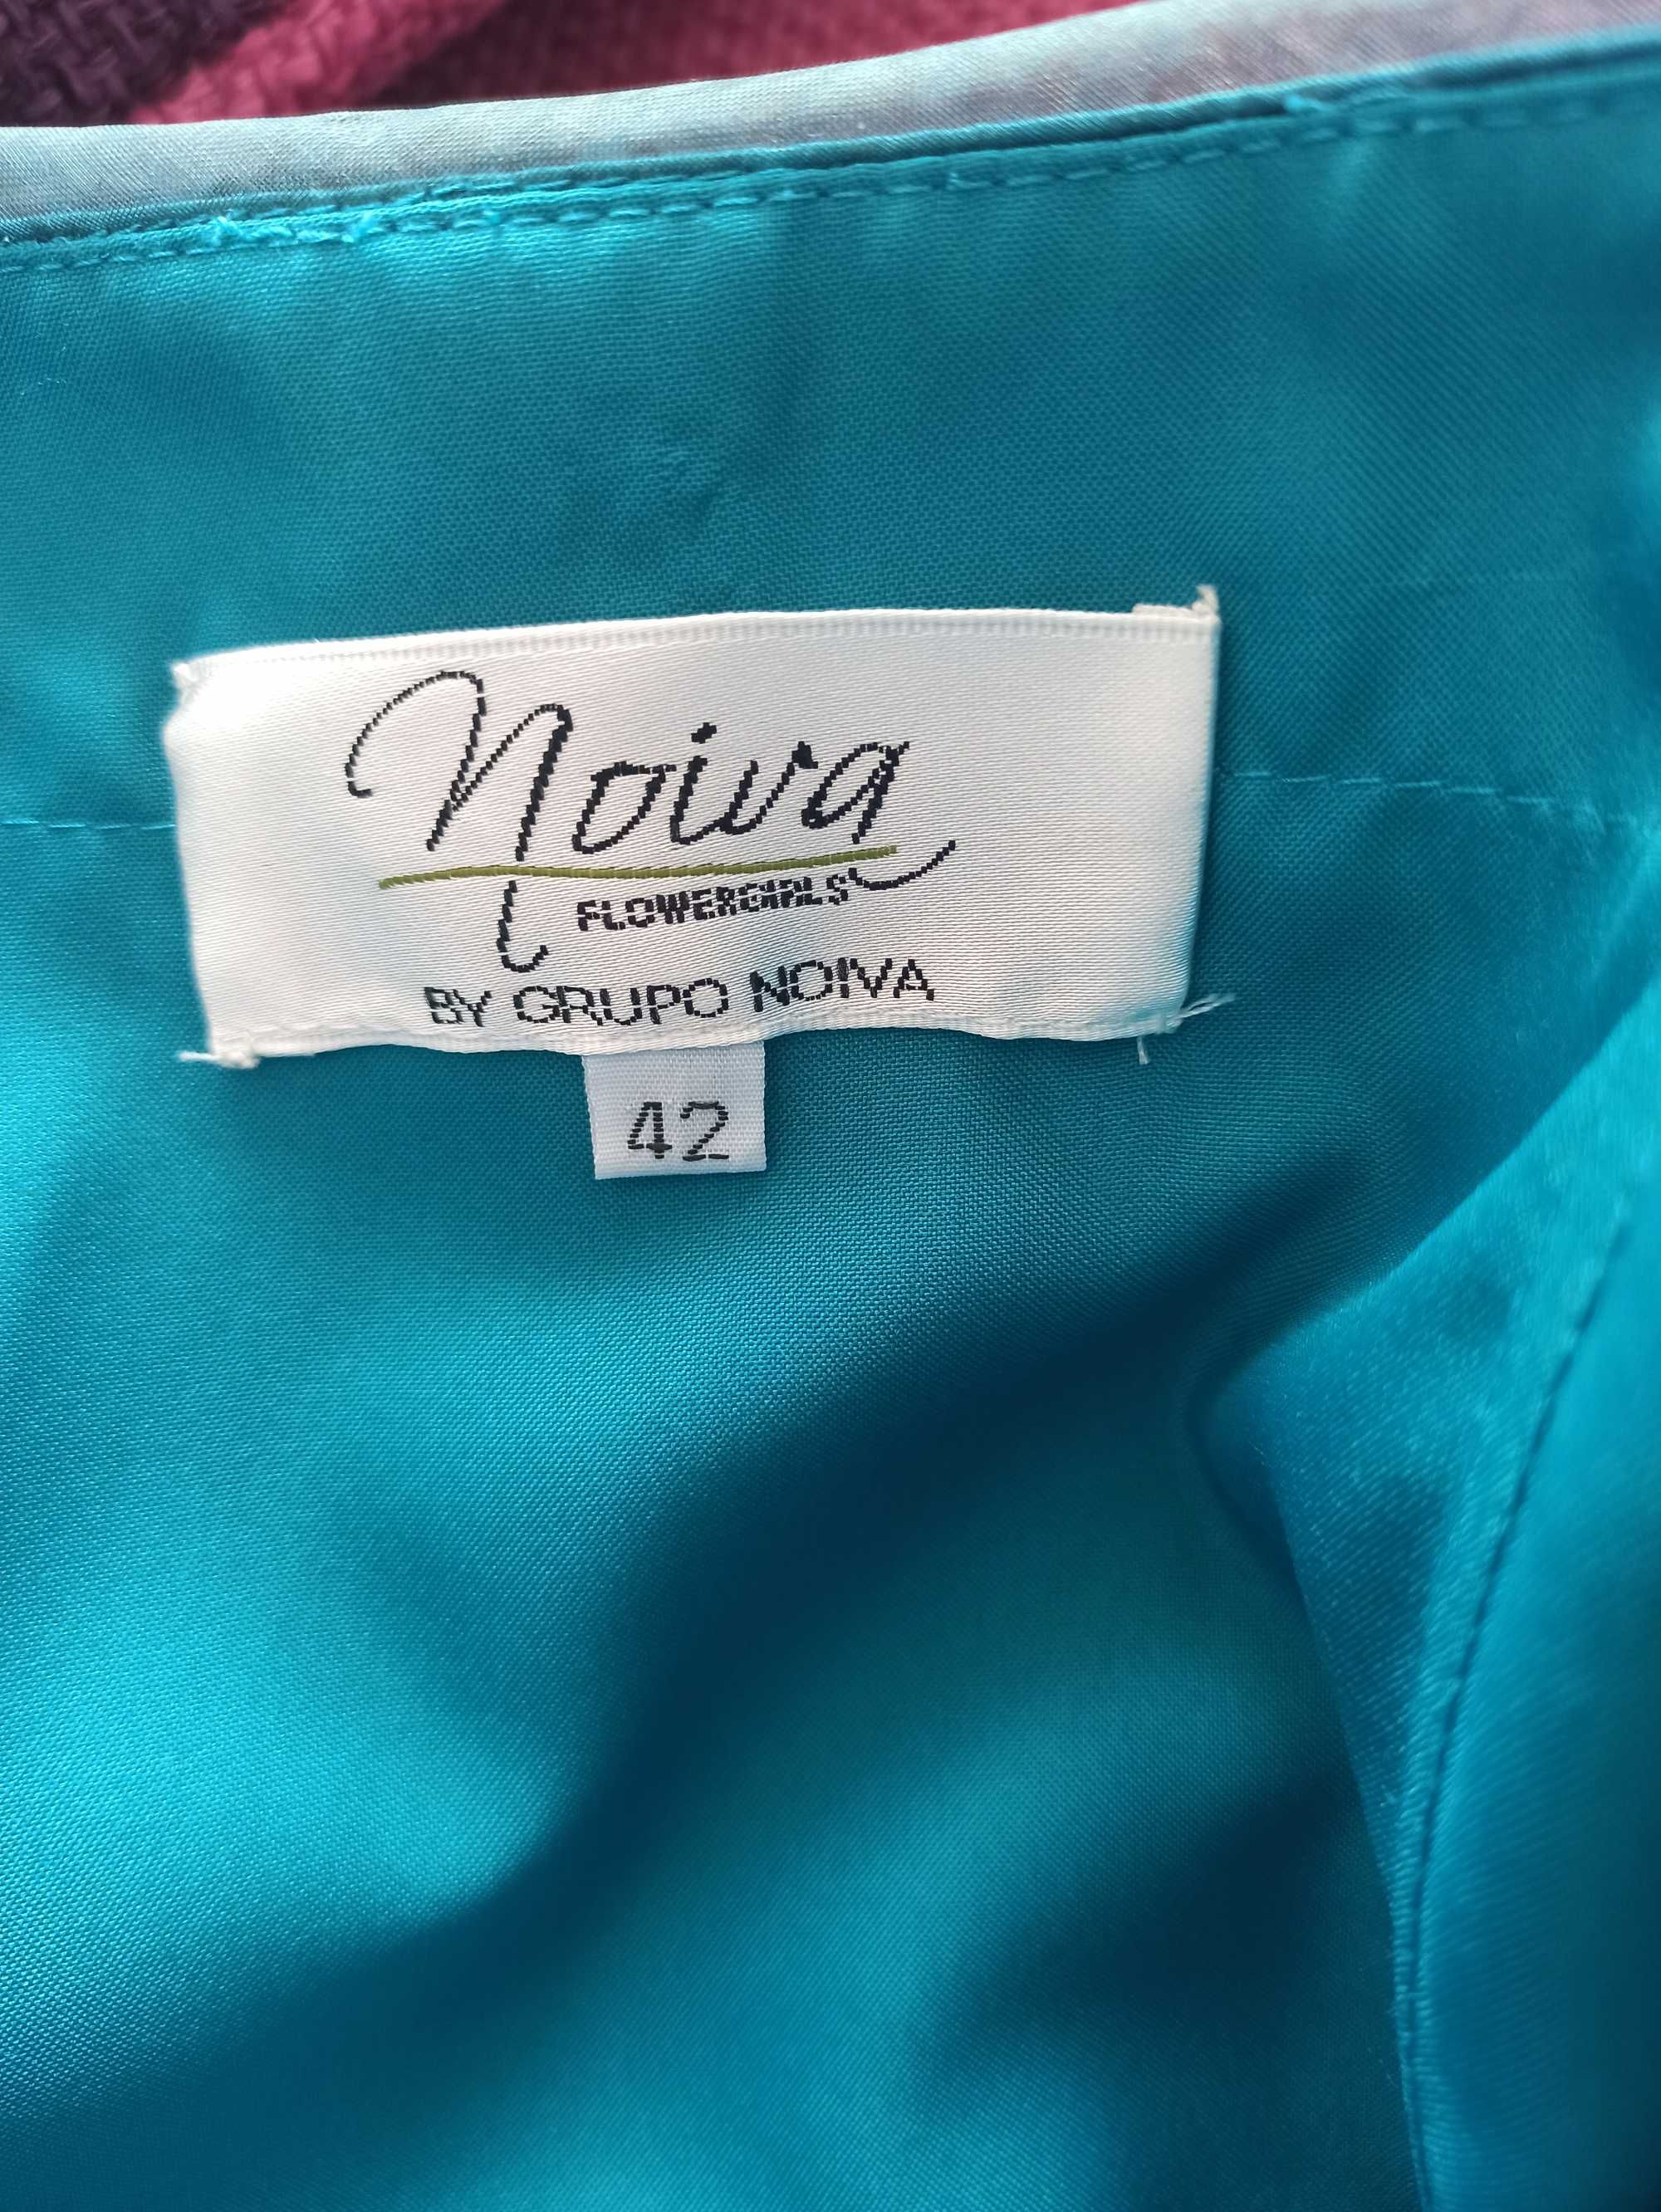 Noiva
FLOWERGIRLS
BY GRUPO NOIVA
42